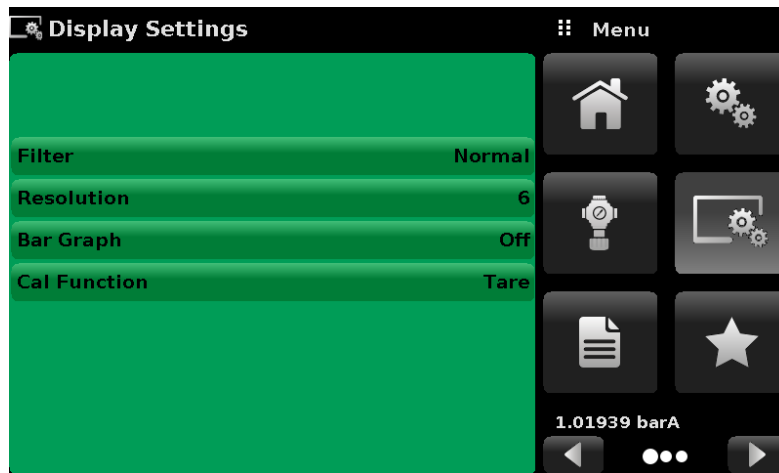 Display Settings
Menu
Filter Normal
Resolution 6
Bar Graph Off
Cal Function Tare
1.01939 barA